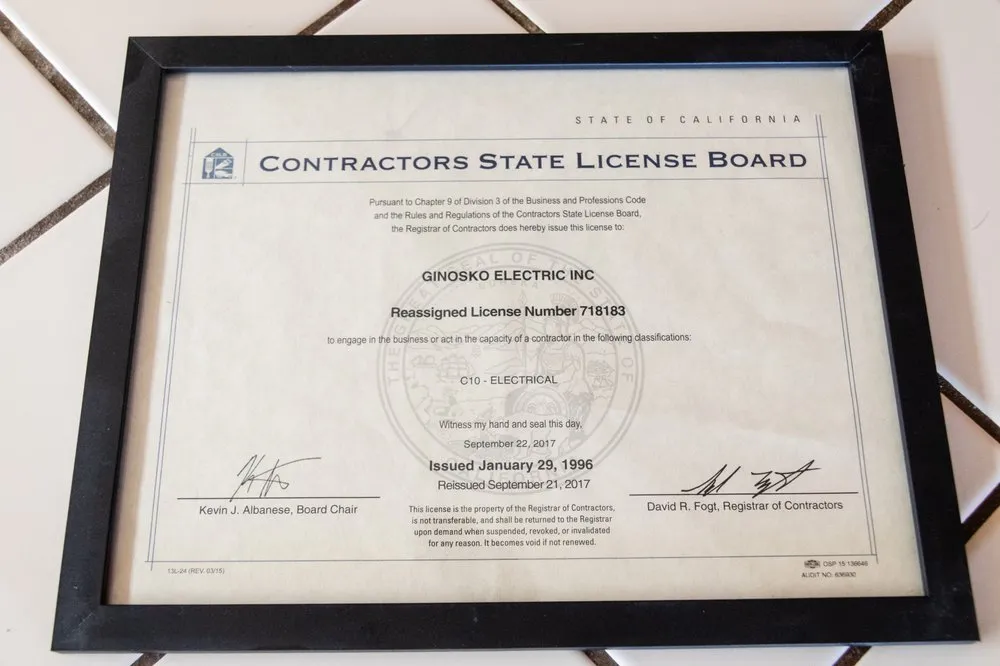 STATE OF CALIFORNIA
CSLB
CONTRACTORS STATE LICENSE BOARD
Pursuant to Chapter 9 of Division 3 of the Business and Professions Code
and the Rules and Regulations of the Contractors State License Board,
the Registrar of Contractors does hereby issue this license to:
GINOSKO ELECTRIC INC
Reassigned License Number 718183
to engage in the business or act in the capacity of a contractor in the following classifications:
C10 - ELECTRICAL
Witness my hand and seal this day,
September 22, 2017
Issued January 29, 1996
Reissued September 21, 2017
Kevin J. Albanese, Board Chair
This license is the property of the Registrar of Contractors,
is not transferable, and shall be returned to the Registrar
upon demand when suspended, revoked, or invalidated
for any reason. It becomes void if not renewed.
David R. Fogt, Registrar of Contractors
13L-24 (REV. 03/15)
OSP 15 139646
AUDIT NO: 636930